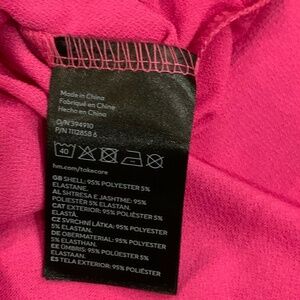 Made in China
Fabriqué en Chine
Hecho en China
O/N 394910
P/N 1112858 6
40
hm.com/takecare
GB SHELL: 95% POLYESTER 5%
ELASTANE.
AL SHTRESA E JASHTME: 95%
POLIESTËR 5% ELASTAN.
CAT EXTERIOR: 95% POLIÈSTER 5%
ELASTÀ.
CZ SVRCHNÍ LÁTKA: 95% POLYESTER
5% ELASTAN.
DE OBERMATERIAL: 95% POLYESTER
5% ELASTHAN.
EE ÜMBRIS: 95% POLÜESTER 5%
ELASTAAN.
ES TELA EXTERIOR: 95% POLIÉSTER